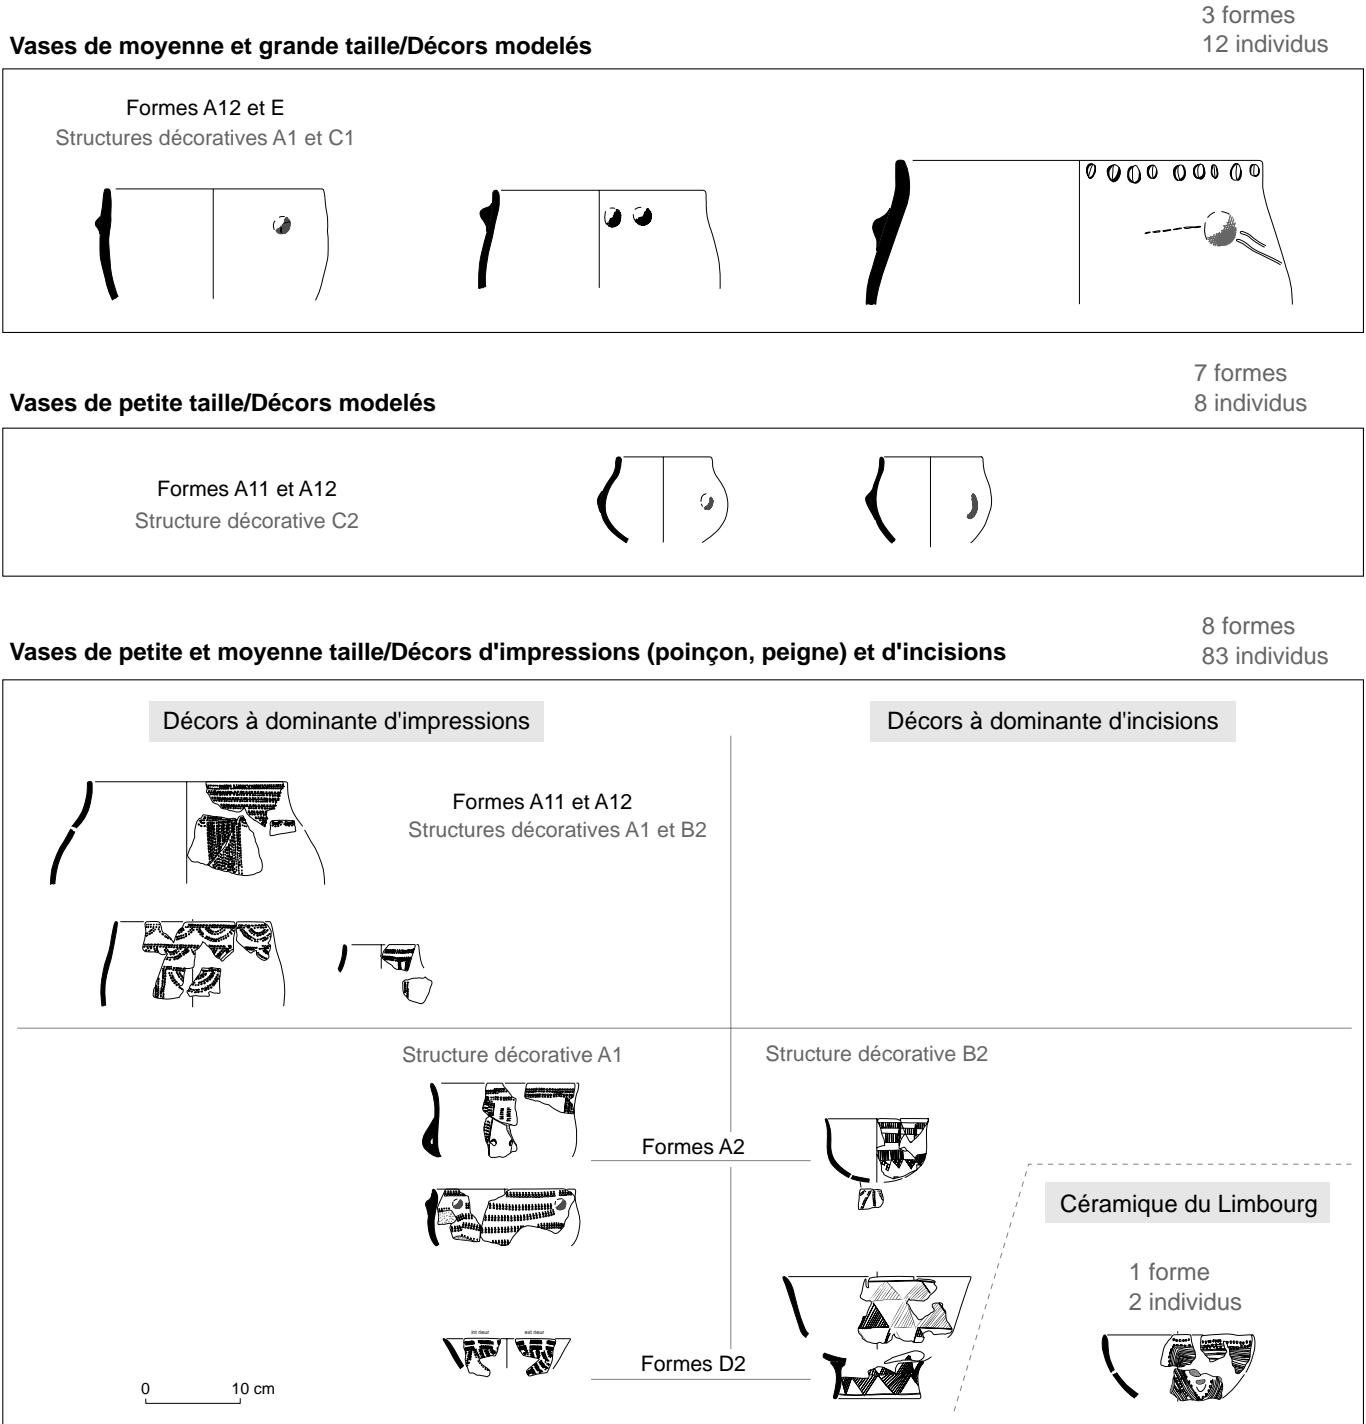 3 formes
Vases de moyenne et grande taille/Décors modelés
12 individus
Formes A12 et E
Structures décoratives A1 et C1
7 formes
Vases de petite taille/Décors modelés
8 individus
Formes A11 et A12
Structure décorative C2
8 formes
Vases de petite et moyenne taille/Décors d'impressions (poinçon, peigne) et d'incisions
83 individus
Décors à dominante d'impressions
Décors à dominante d'incisions
Formes A11 et A12
Structures décoratives A1 et B2
Structure décorative A1
Structure décorative B2
Formes A2
Céramique du Limbourg
1 forme
2 individus
Formes D2
0 10 cm